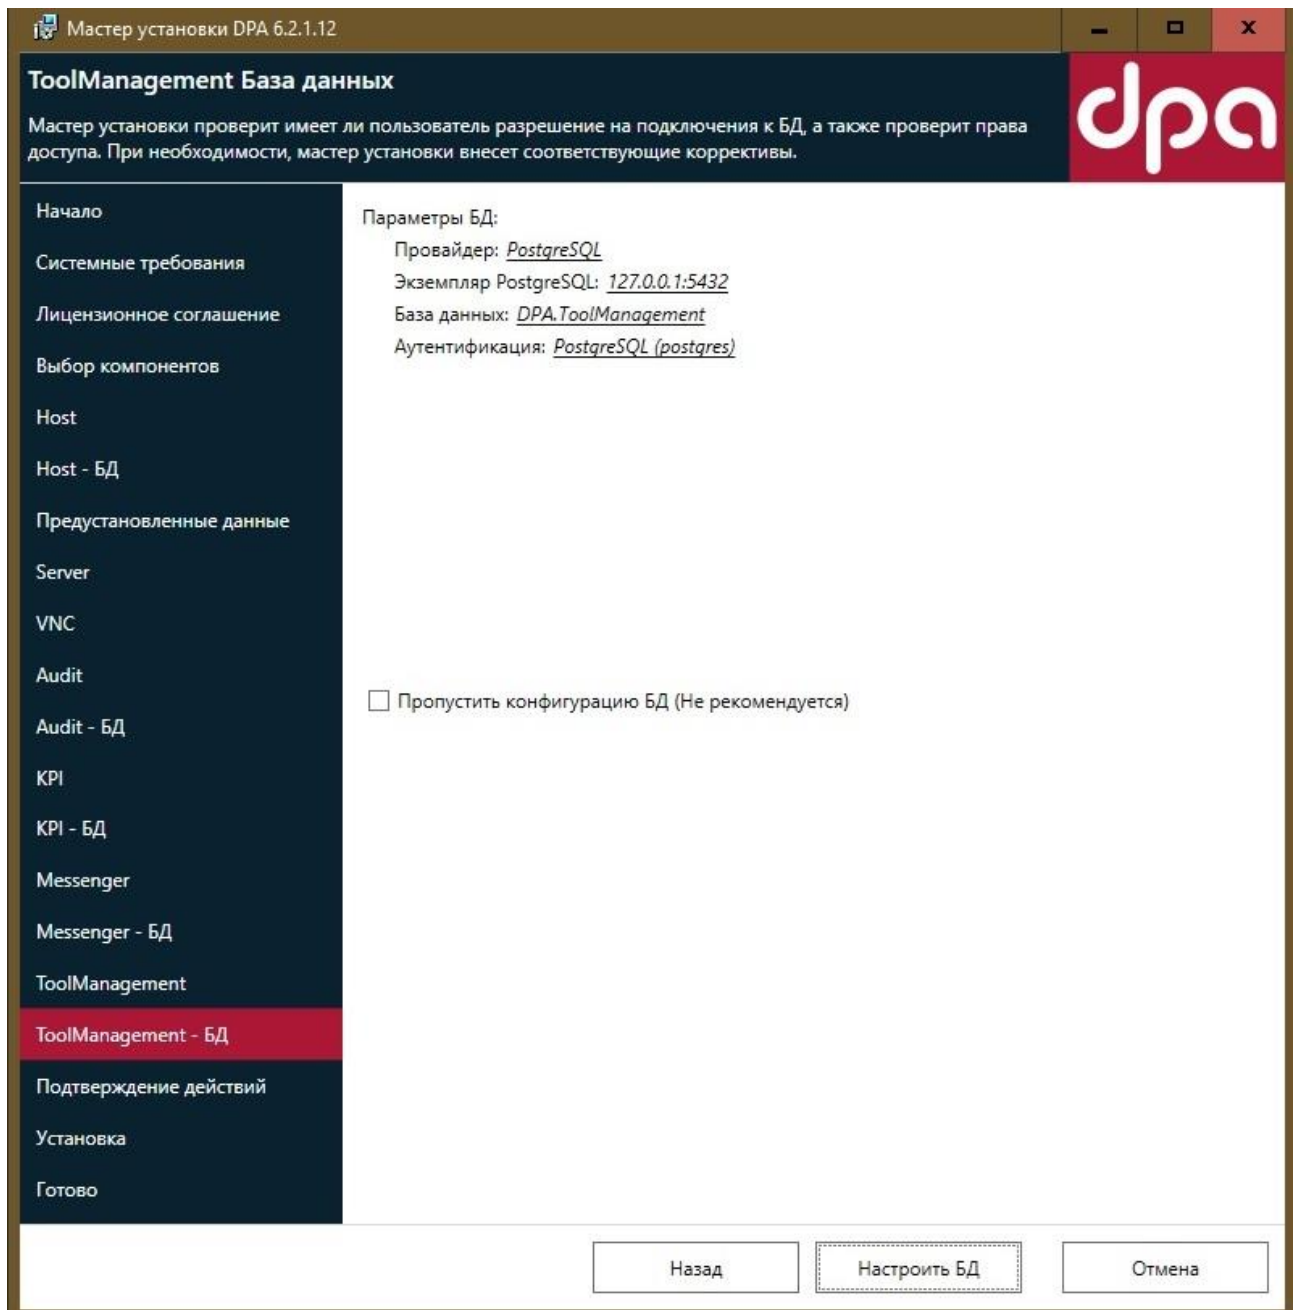 Мастер установки DPA 6.2.1.12
ToolManagement База данных
dpa
Мастер установки проверит имеет ли пользователь разрешение на подключения к БД, а также проверит права
доступа. При необходимости, мастер установки внесет соответствующие коррективы.
Начало
Системные требования
Лицензионное соглашение
Выбор компонентов
Host
Host - БД
Предустановленные данные
Server
VNC
Audit
Audit - БД
KPI
KPI - БД
Messenger
Messenger - БД
ToolManagement
ToolManagement - БД
Подтверждение действий
Установка
Готово
Параметры БД:
Провайдер: PostgreSQL
Экземпляр PostgreSQL: 127.0.0.1:5432
База данных: DPA.ToolManagement
Аутентификация: PostgreSQL (postgres)
Пропустить конфигурацию БД (Не рекомендуется)
Назад
Настроить БД
Отмена